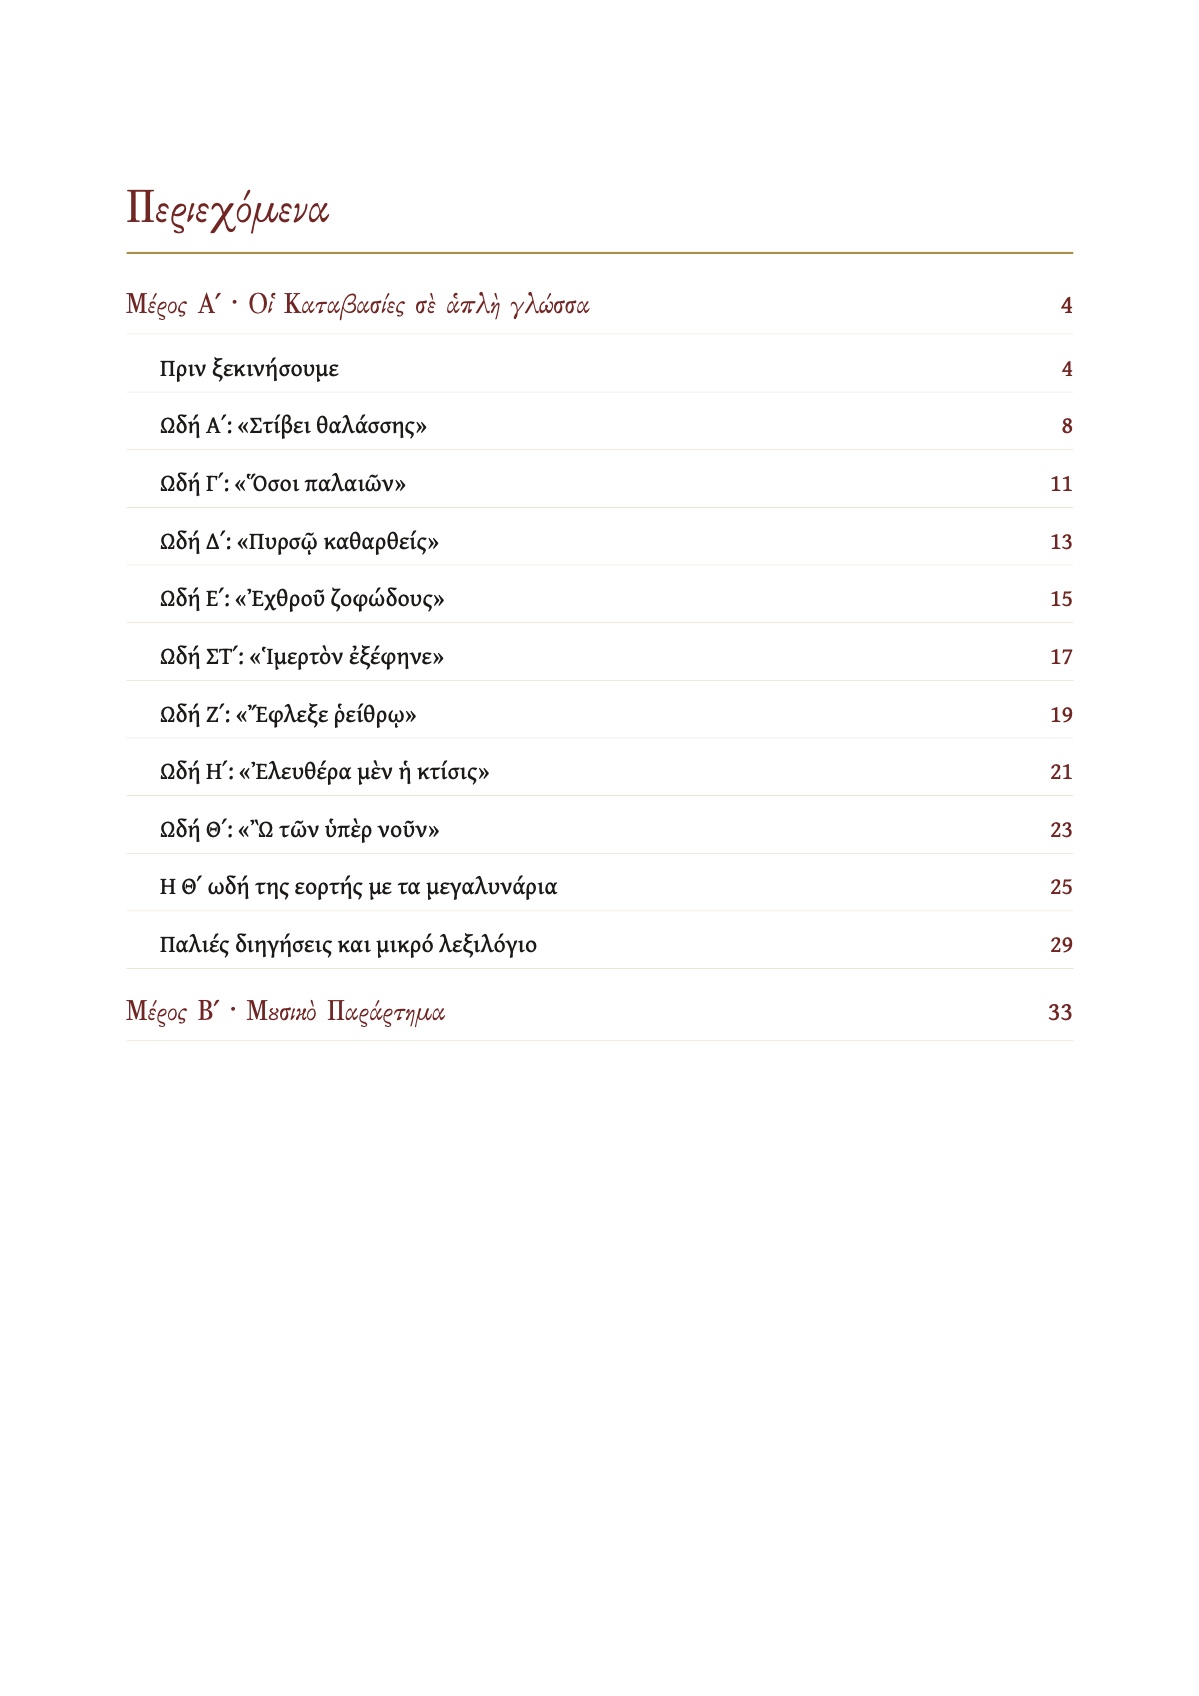 Περιεχόμενα
Μέρος Α´ · Οἱ Καταβασίες σὲ ἁπλὴ γλώσσα 4
Πριν ξεκινήσουμε 4
Ωδή Α´: «Στίβει θαλάσσης» 8
Ωδή Γ´: «Ὅσοι παλαιῶν» 11
Ωδή Δ´: «Πυρσῷ καθαρθείς» 13
Ωδή Ε´: «Ἐχθροῦ ζοφώδους» 15
Ωδή ΣΤ´: «Ἱμερτὸν ἐξέφηνε» 17
Ωδή Ζ´: «Ἔφλεξε ῥείθρῳ» 19
Ωδή Η´: «Ἐλευθέρα μὲν ἡ κτίσις» 21
Ωδή Θ´: «Ὢ τῶν ὑπὲρ νοῦν» 23
Η Θ´ ωδή της εορτής με τα μεγαλυνάρια 25
Παλιές διηγήσεις και μικρό λεξιλόγιο 29
Μέρος Β´ · Μȣσικὸ Παράρτημα 33